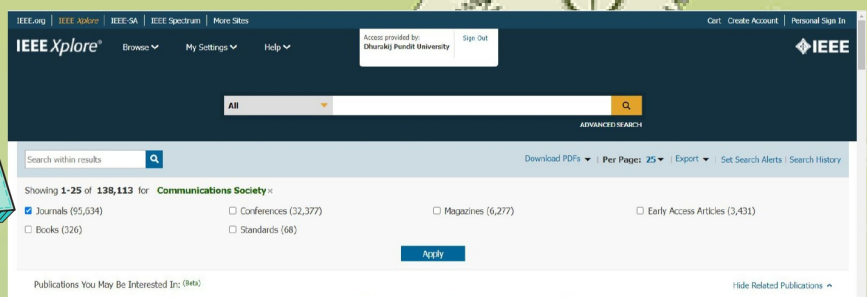 IEEE.org | IEEE Xplore | IEEE-SA | IEEE Spectrum | More Sites Cart Create Account | Personal Sign In
IEEE Xplore® Browse My Settings Help Access provided by: Sign Out IEEE
Dhurakij Pundit University
All
ADVANCED SEARCH
Search within results Download PDFs | Per Page: 25 | Export | Set Search Alerts | Search History
Showing 1-25 of 138,113 for Communications Society ×
Journals (95,634) Conferences (32,377) Magazines (6,277) Early Access Articles (3,431)
Books (326) Standards (68)
Apply
Publications You May Be Interested In: (Beta) Hide Related Publications